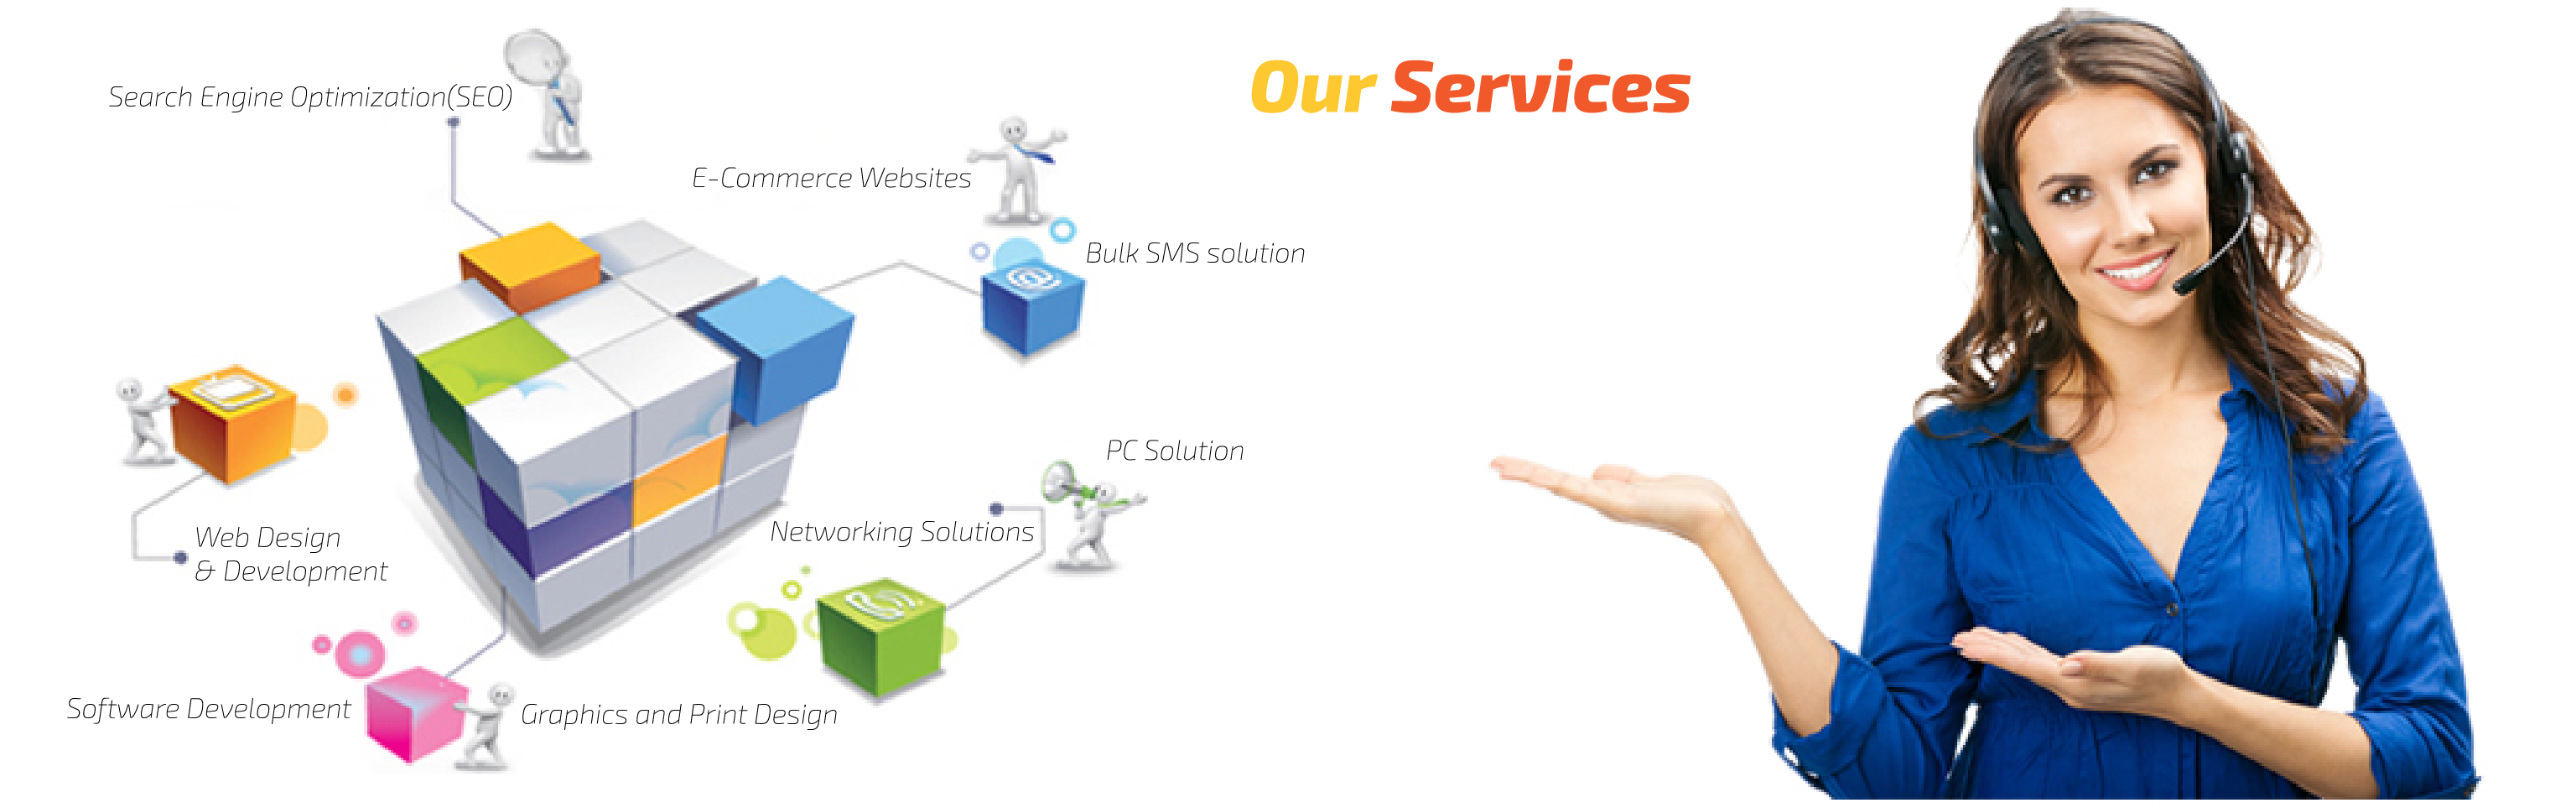 Our Services
Search Engine Optimization(SEO)
E-Commerce Websites
Bulk SMS solution
PC Solution
Networking Solutions
Web Design
& Development
Software Development
Graphics and Print Design